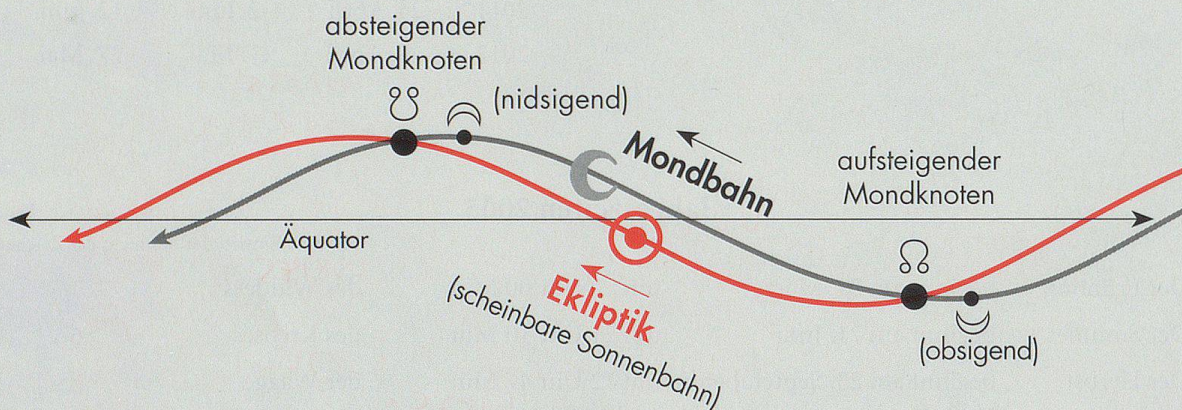 absteigender
Mondknoten
☋
(nidsigend)
Mondbahn
aufsteigender
Mondknoten
Äquator
☊
Ekliptik
(scheinbare Sonnenbahn)
(obsigend)